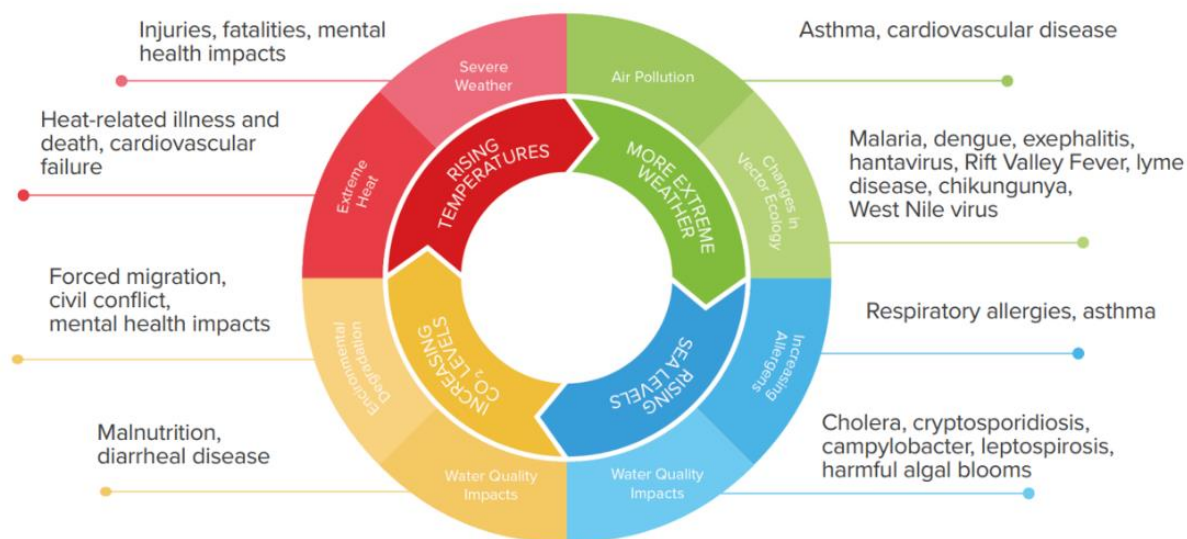 Injuries, fatalities, mental
health impacts
Asthma, cardiovascular disease
Severe
Weather
Air Pollution
Heat-related illness and
death, cardiovascular
failure
Extreme
Heat
RISING
TEMPERATURES
MORE EXTREME
WEATHER
Changes in
Vector Ecology
Malaria, dengue, exephalitis,
hantavirus, Rift Valley Fever, lyme
disease, chikungunya,
West Nile virus
Forced migration,
civil conflict,
mental health impacts
Encironmental
Degradation
INCREASING
CO₂ LEVELS
RISING
SEA LEVELS
Increasing
Allergens
Respiratory allergies, asthma
Malnutrition,
diarrheal disease
Water Quality
Impacts
Water Quality
Impacts
Cholera, cryptosporidiosis,
campylobacter, leptospirosis,
harmful algal blooms